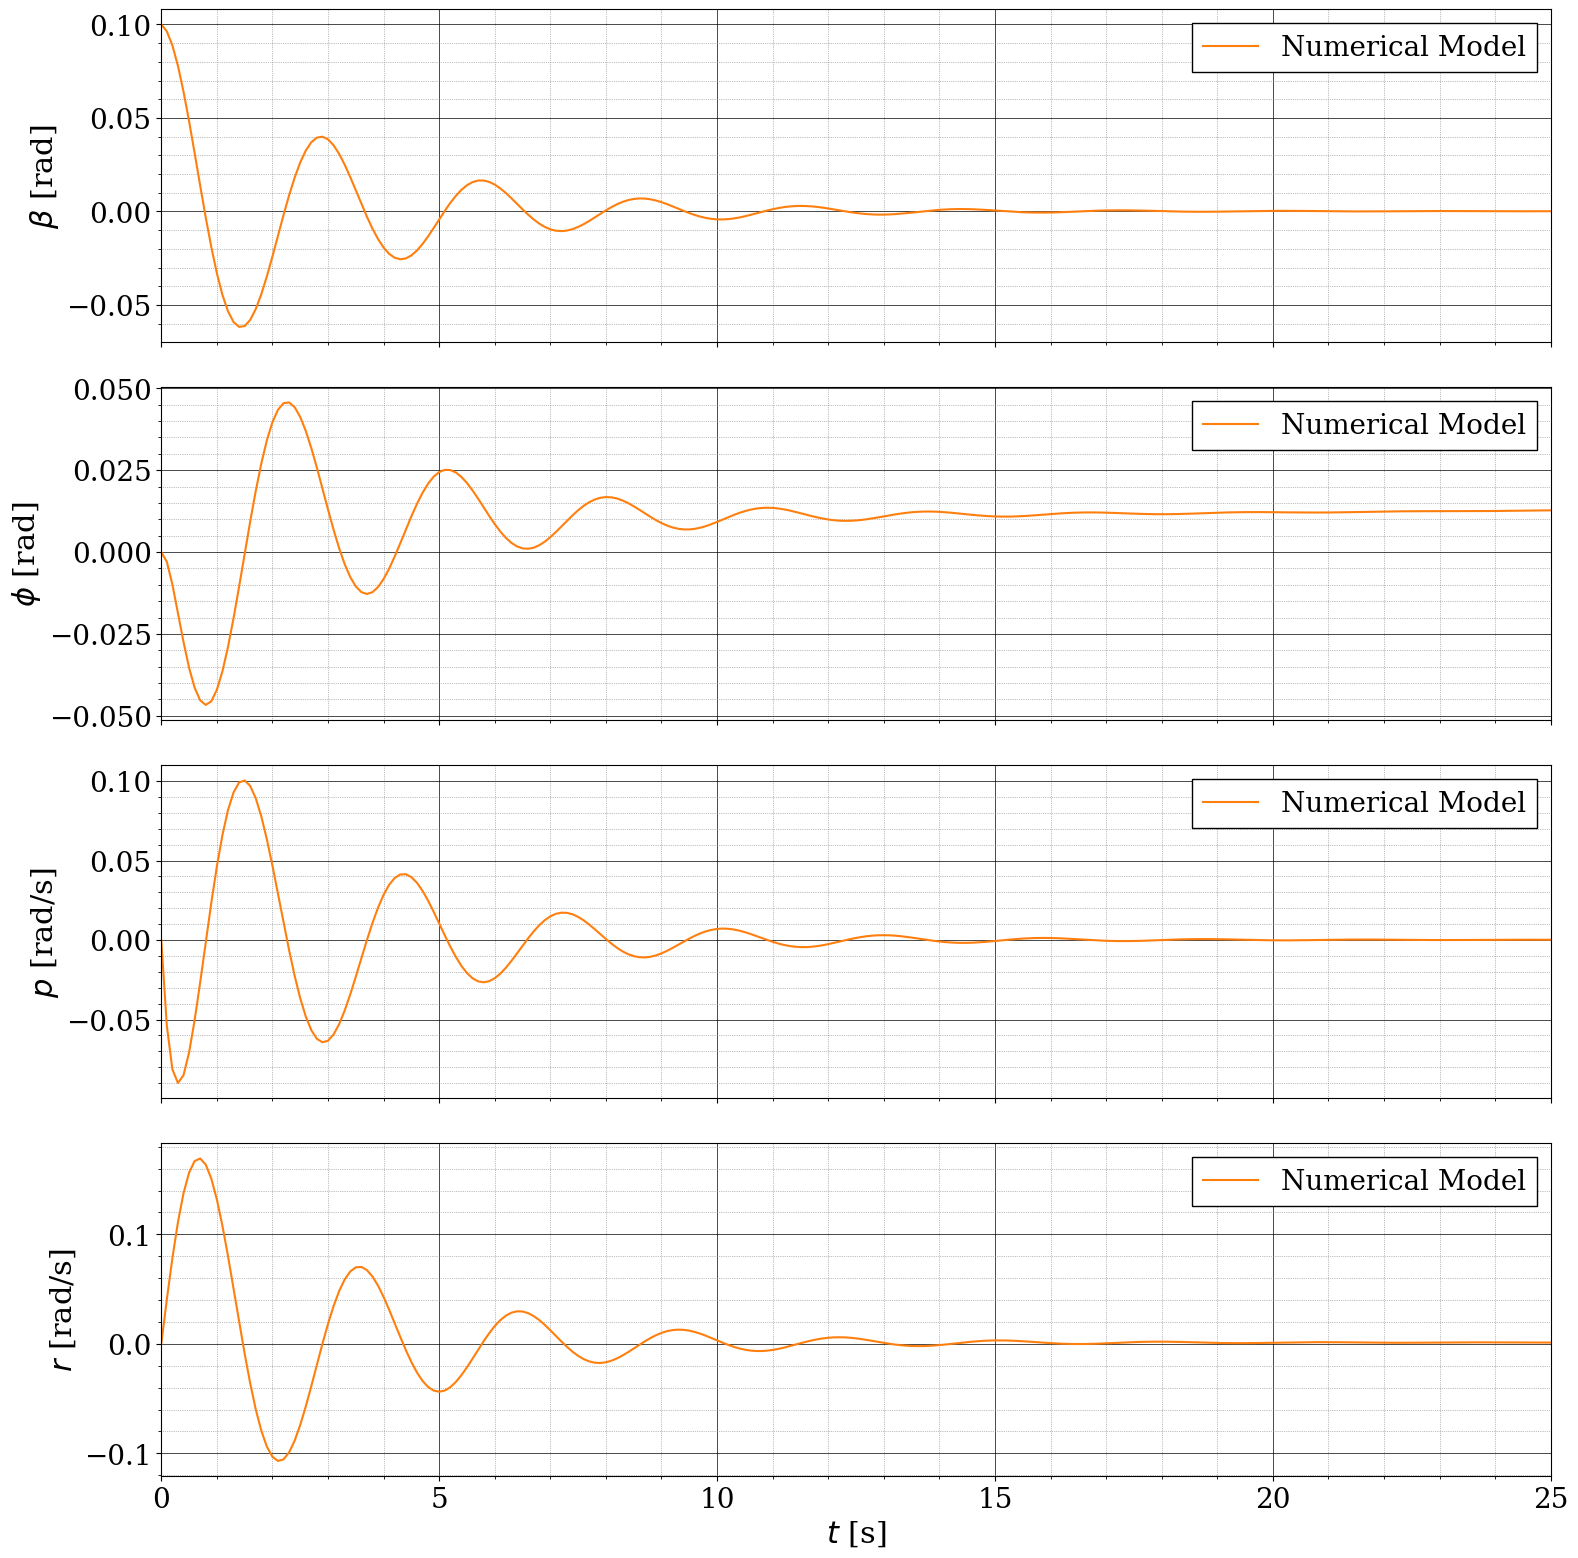 0.10
0.05
0.00
−0.05
β [rad]
Numerical Model
0.050
0.025
0.000
−0.025
−0.050
ϕ [rad]
Numerical Model
0.10
0.05
0.00
−0.05
p [rad/s]
Numerical Model
0.1
0.0
−0.1
r [rad/s]
Numerical Model
0 5 10 15 20 25
t [s]